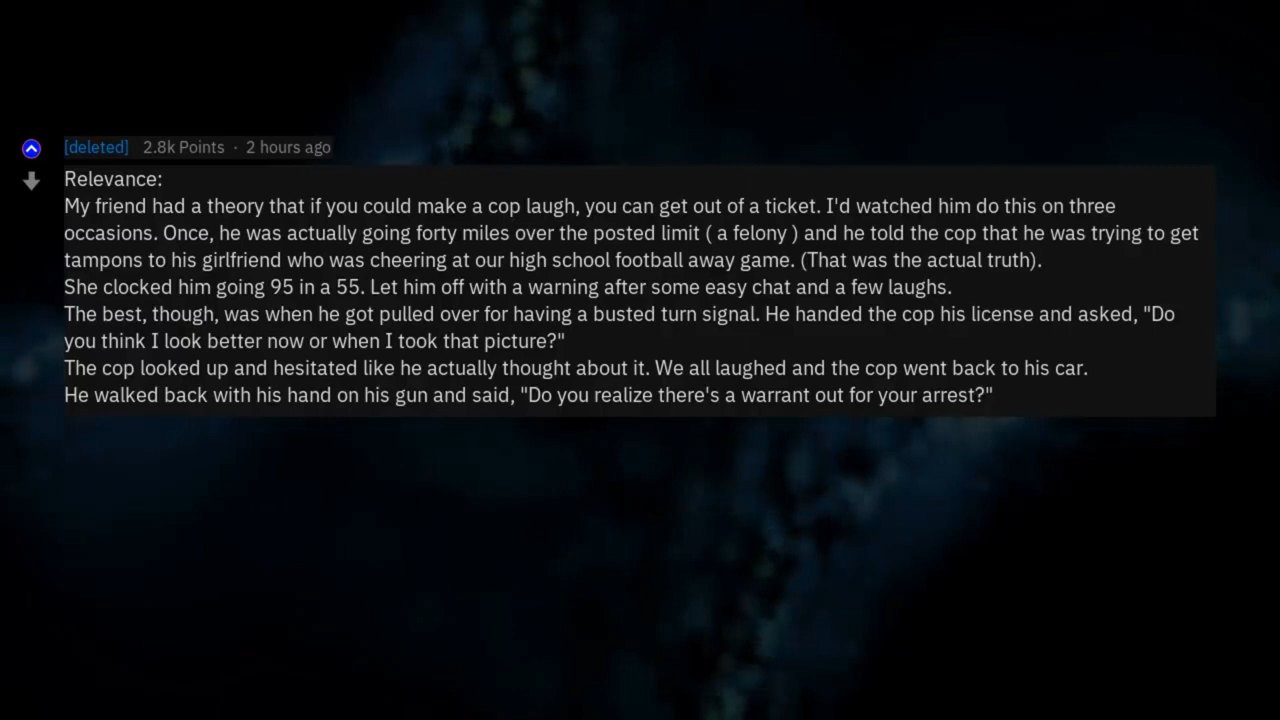 [deleted] 2.8k Points · 2 hours ago
Relevance:
My friend had a theory that if you could make a cop laugh, you can get out of a ticket. I'd watched him do this on three
occasions. Once, he was actually going forty miles over the posted limit ( a felony ) and he told the cop that he was trying to get
tampons to his girlfriend who was cheering at our high school football away game. (That was the actual truth).
She clocked him going 95 in a 55. Let him off with a warning after some easy chat and a few laughs.
The best, though, was when he got pulled over for having a busted turn signal. He handed the cop his license and asked, "Do
you think I look better now or when I took that picture?"
The cop looked up and hesitated like he actually thought about it. We all laughed and the cop went back to his car.
He walked back with his hand on his gun and said, "Do you realize there's a warrant out for your arrest?"